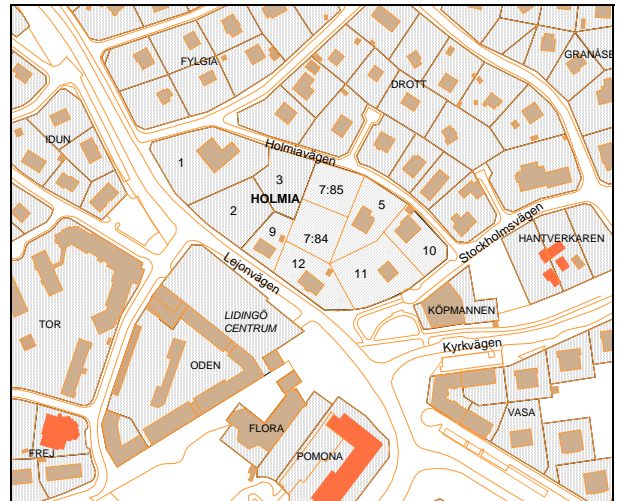 FYLGIA
GRANÅSE
DROTT
IDUN
Holmiavägen
1
3
7:85
HOLMIA
5
2
9
7:84
10
Stockholmsvägen
HANTVERKAREN
12
11
Lejonvägen
LIDINGÖ
CENTRUM
KÖPMANNEN
TOR
Kyrkvägen
ODEN
VASA
FLORA
FREJ
POMONA